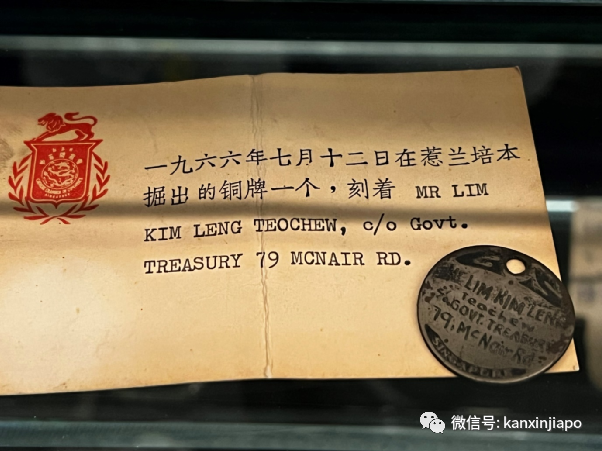 一九六六年七月十二日在惹兰培本
掘出的铜牌一个，刻着 MR LIM
KIM LENG TEOCHEW, c/o Govt.
TREASURY 79 MCNAIR RD.
LIM KIM LENG
Teochew
GOVT. TREASURY
79, McNair Rd
SINGAPORE
微信号: kanxinjiapo